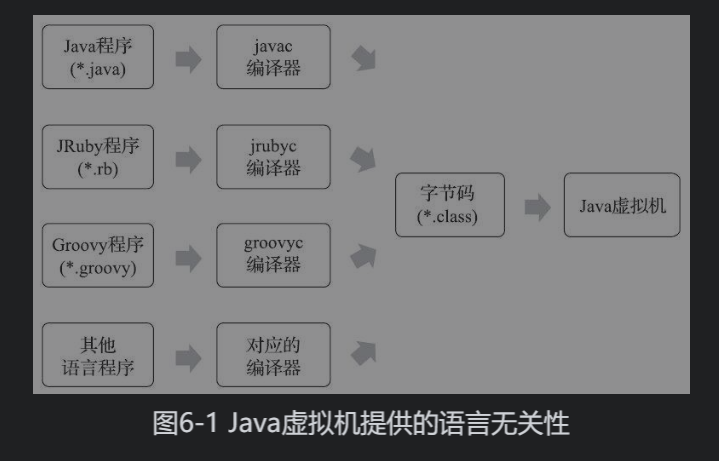 Java程序
(*.java)
javac
编译器
JRuby程序
(*.rb)
jrubyc
编译器
Groovy程序
(*.groovy)
groovyc
编译器
其他
语言程序
对应的
编译器
字节码
(*.class)
Java虚拟机
图6-1 Java虚拟机提供的语言无关性